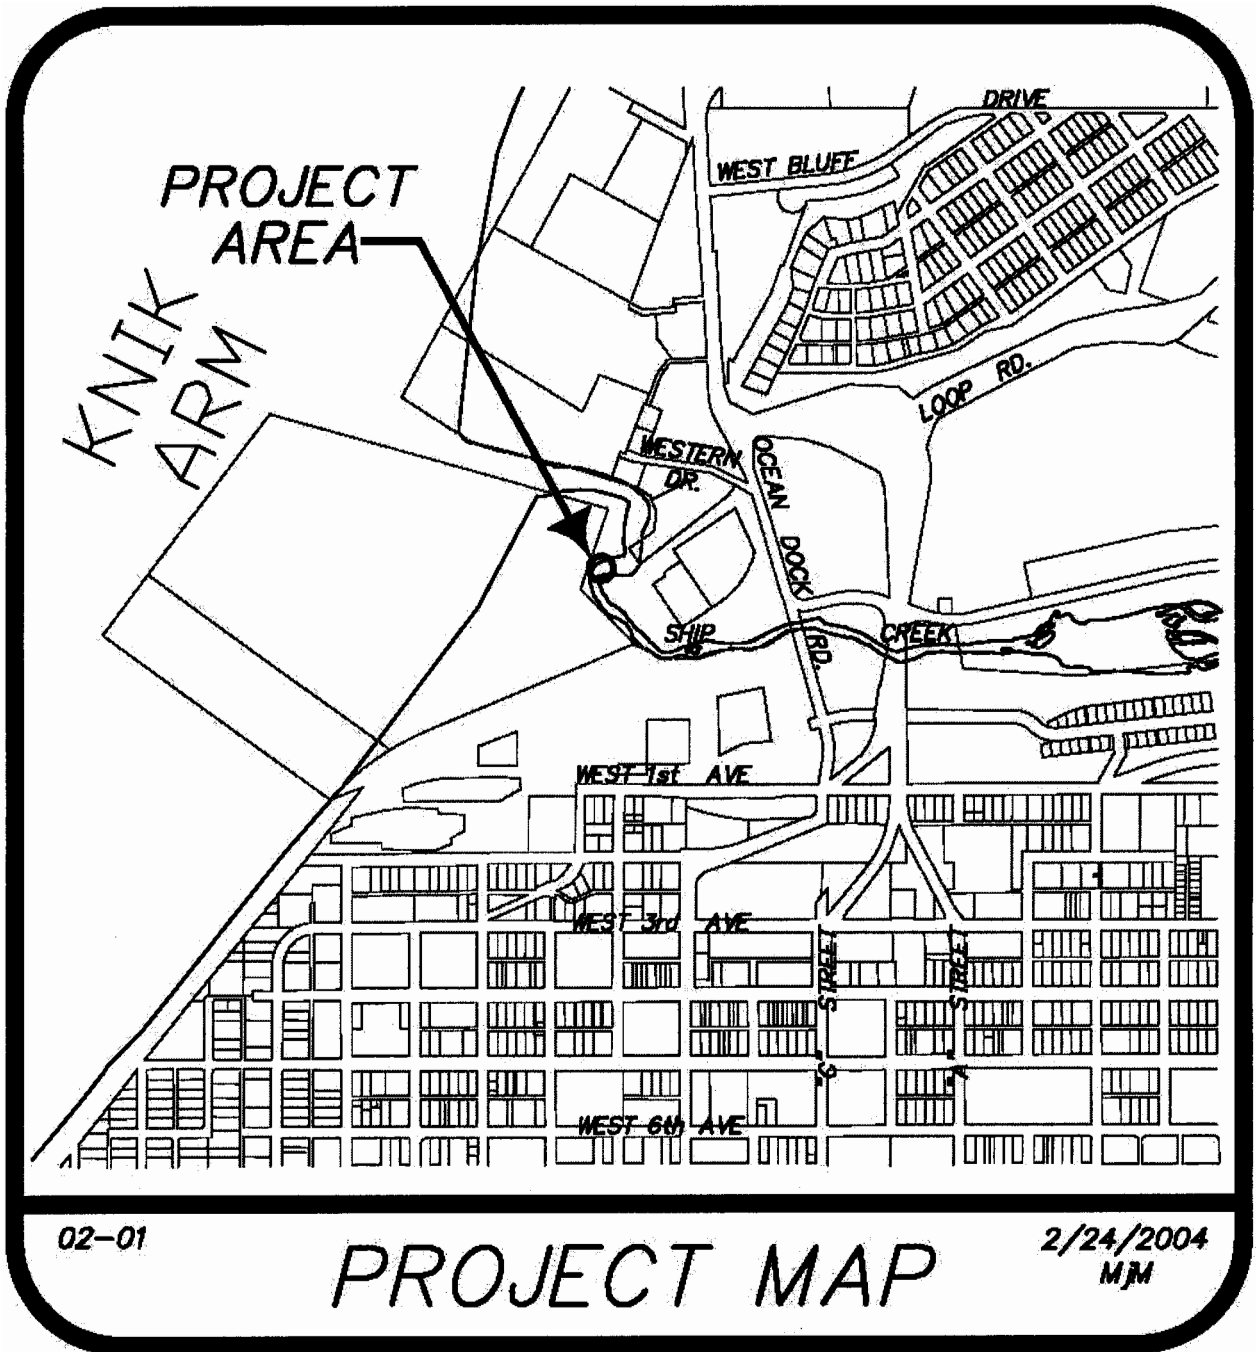 DRIVE
WEST BLUFF
PROJECT
AREA
KNIK
ARM
LOOP RD.
WESTERN
DR.
OCEAN
DOCK
RD.
SHIP
CREEK
WEST 1st AVE
WEST 3rd AVE
"C" STREET
"A" STREET
WEST 6th AVE
02-01
PROJECT MAP
2/24/2004
MJM